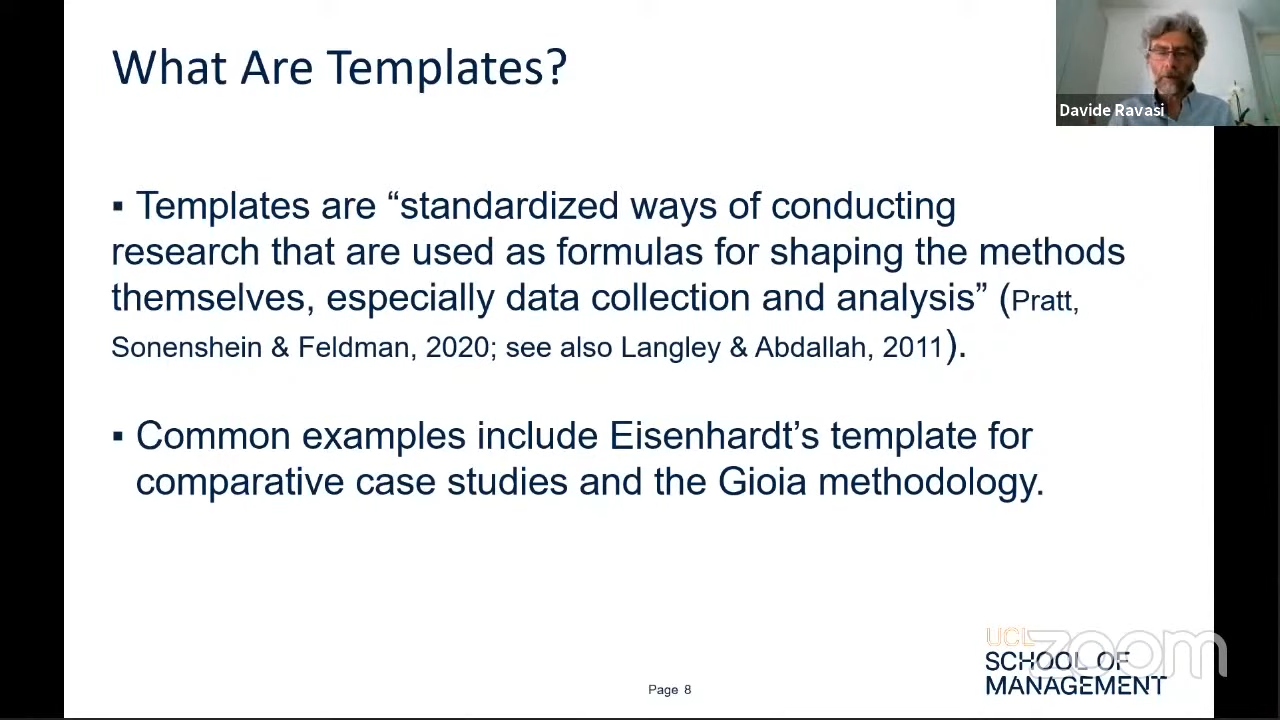 What Are Templates?
Davide Ravasi
▪ Templates are “standardized ways of conducting
research that are used as formulas for shaping the methods
themselves, especially data collection and analysis” (Pratt,
Sonenshein & Feldman, 2020; see also Langley & Abdallah, 2011).
▪ Common examples include Eisenhardt’s template for
comparative case studies and the Gioia methodology.
UCL
zoom
SCHOOL OF
MANAGEMENT
Page 8